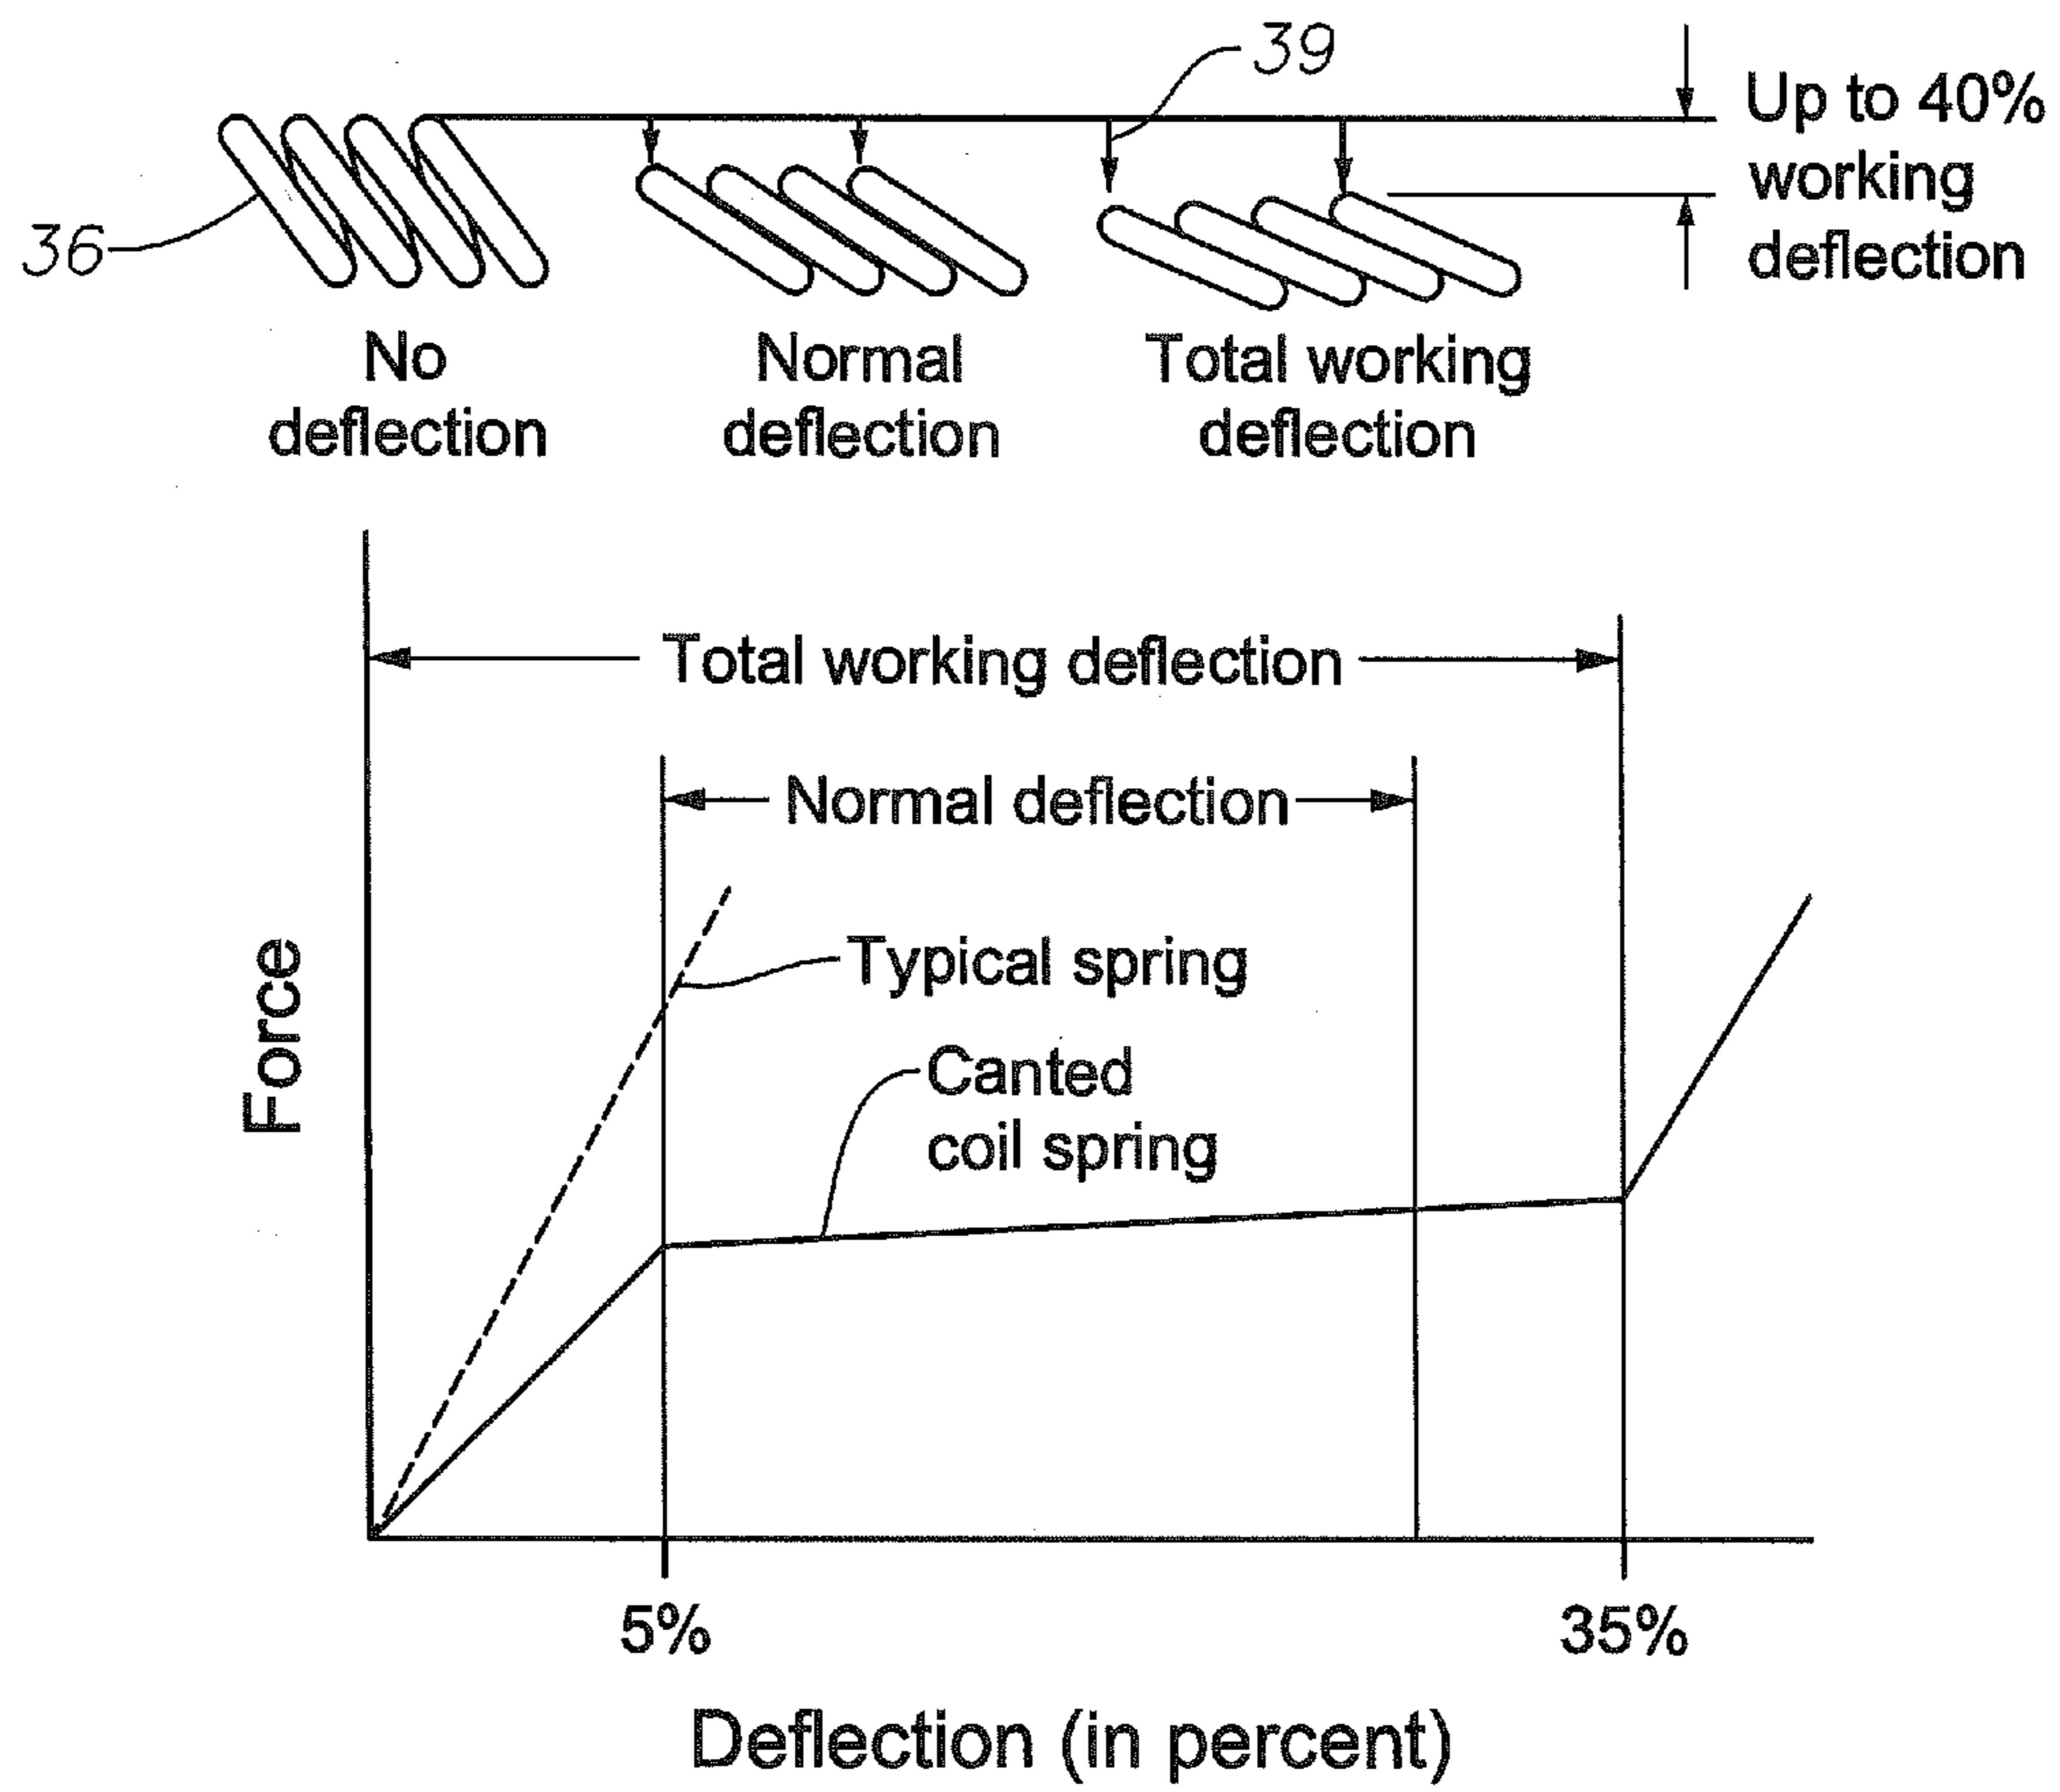 39
Up to 40%
working
deflection
36
No
deflection
Normal
deflection
Total working
deflection
Total working deflection
Normal deflection
Typical spring
Canted
coil spring
Force
5%
35%
Deflection (in percent)